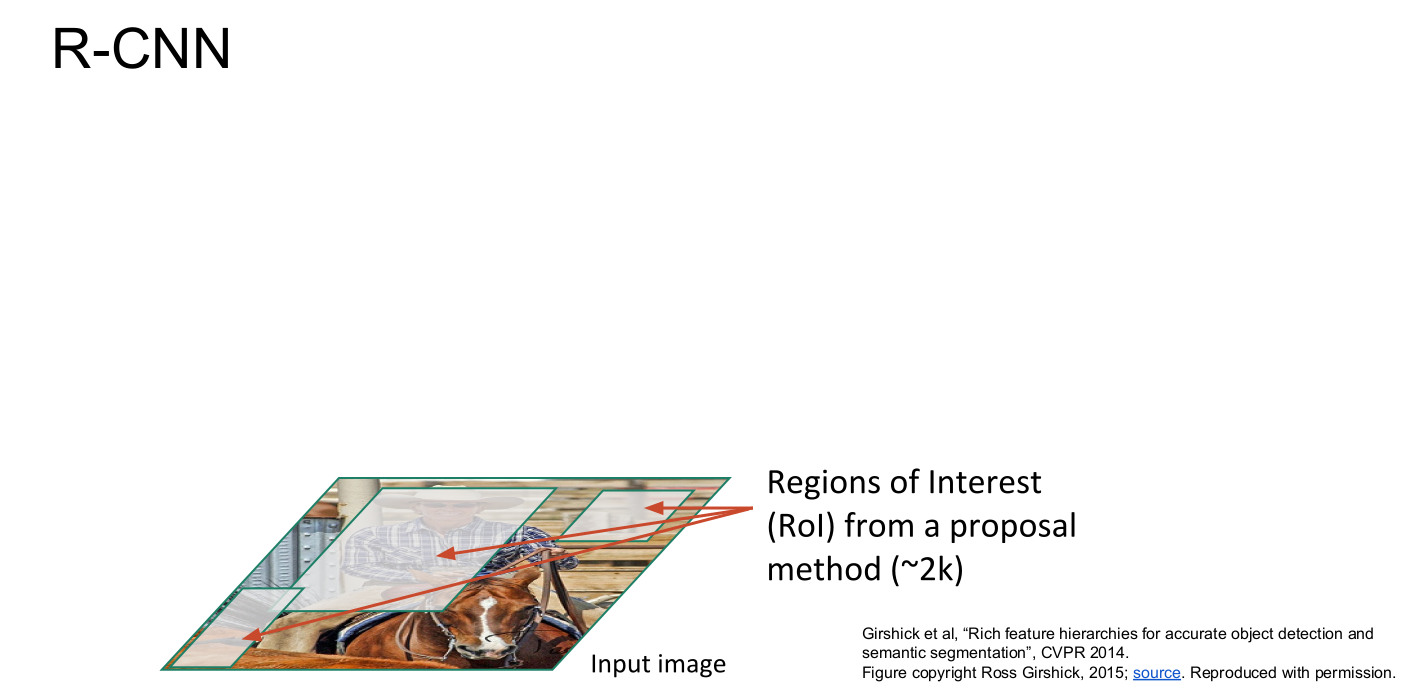 R-CNN
Regions of Interest
(RoI) from a proposal
method (~2k)
Input image
Girshick et al, “Rich feature hierarchies for accurate object detection and
semantic segmentation”, CVPR 2014.
Figure copyright Ross Girshick, 2015; source. Reproduced with permission.